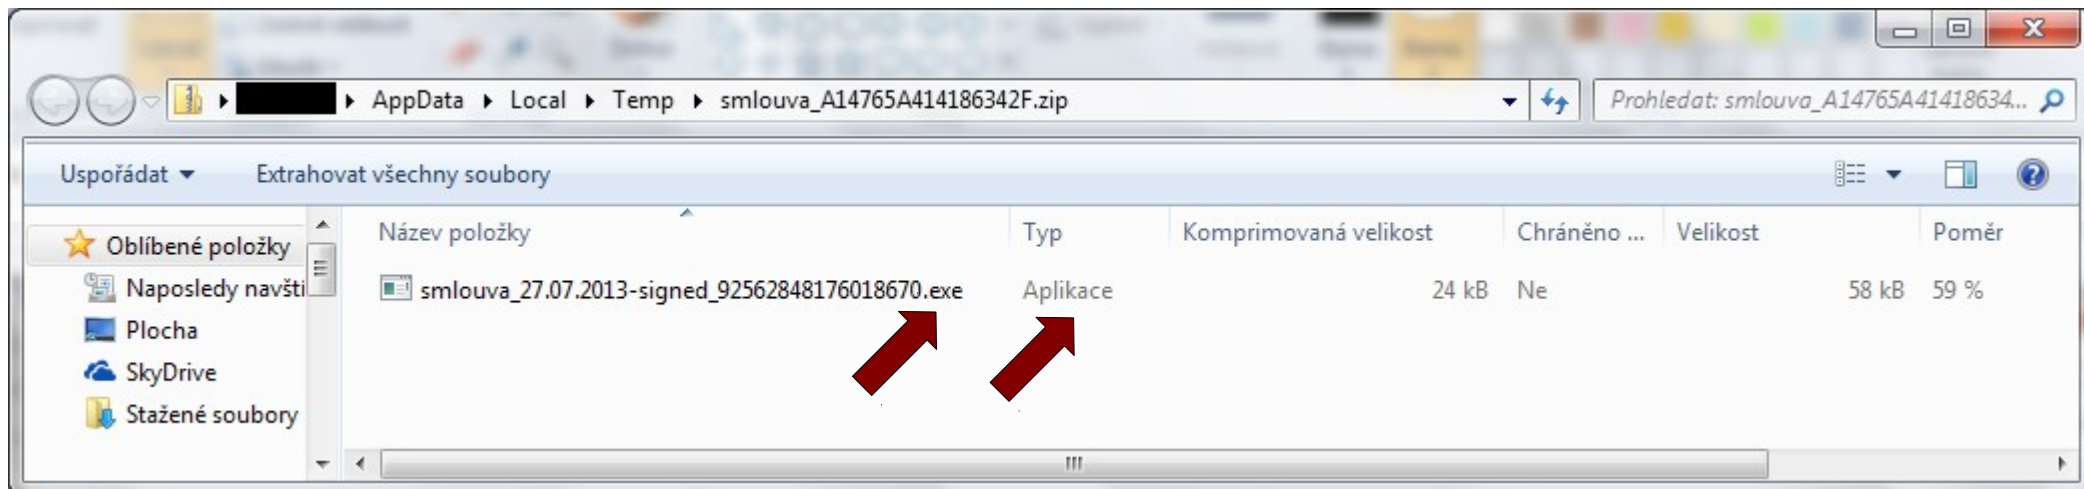 AppData Local Temp smlouva_A14765A414186342F.zip Prohledat: smlouva_A14765A41418634...
Uspořádat Extrahovat všechny soubory
Název položky Typ Komprimovaná velikost Chráněno ... Velikost Poměr
Oblíbené položky
smlouva_27.07.2013-signed_92562848176018670.exe Aplikace 24 kB Ne 58 kB 59 %
Naposledy navští
Plocha
SkyDrive
Stažené soubory